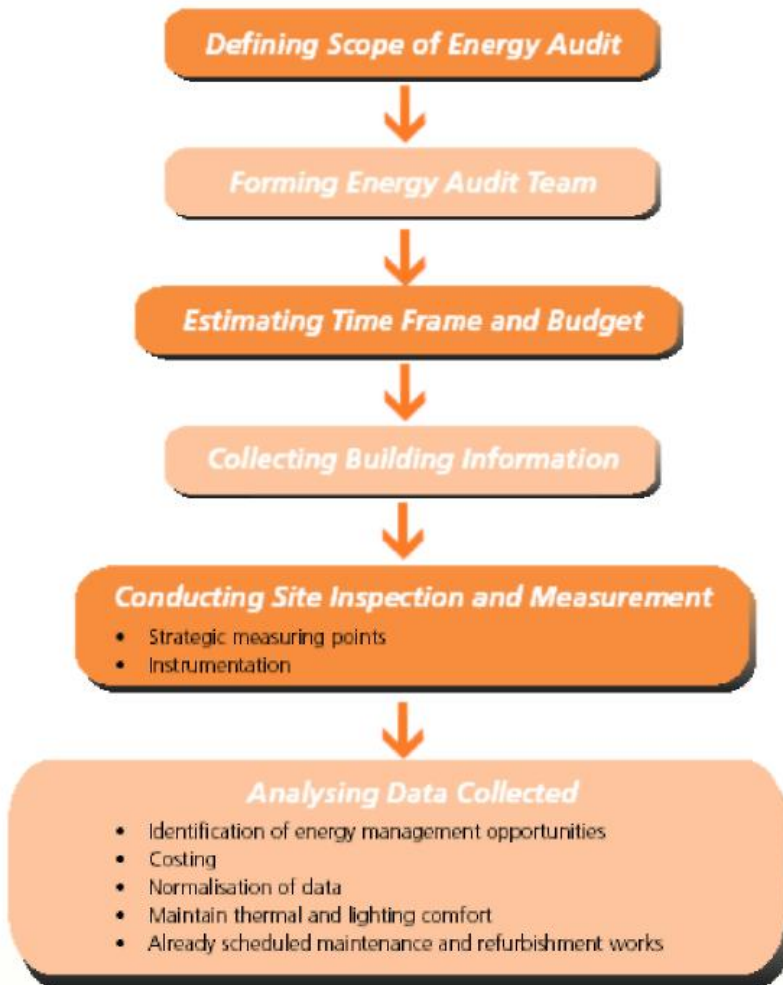 Defining Scope of Energy Audit
Forming Energy Audit Team
Estimating Time Frame and Budget
Collecting Building Information
Conducting Site Inspection and Measurement
• Strategic measuring points
• Instrumentation
Analysing Data Collected
• Identification of energy management opportunities
• Costing
• Normalisation of data
• Maintain thermal and lighting comfort
• Already scheduled maintenance and refurbishment works